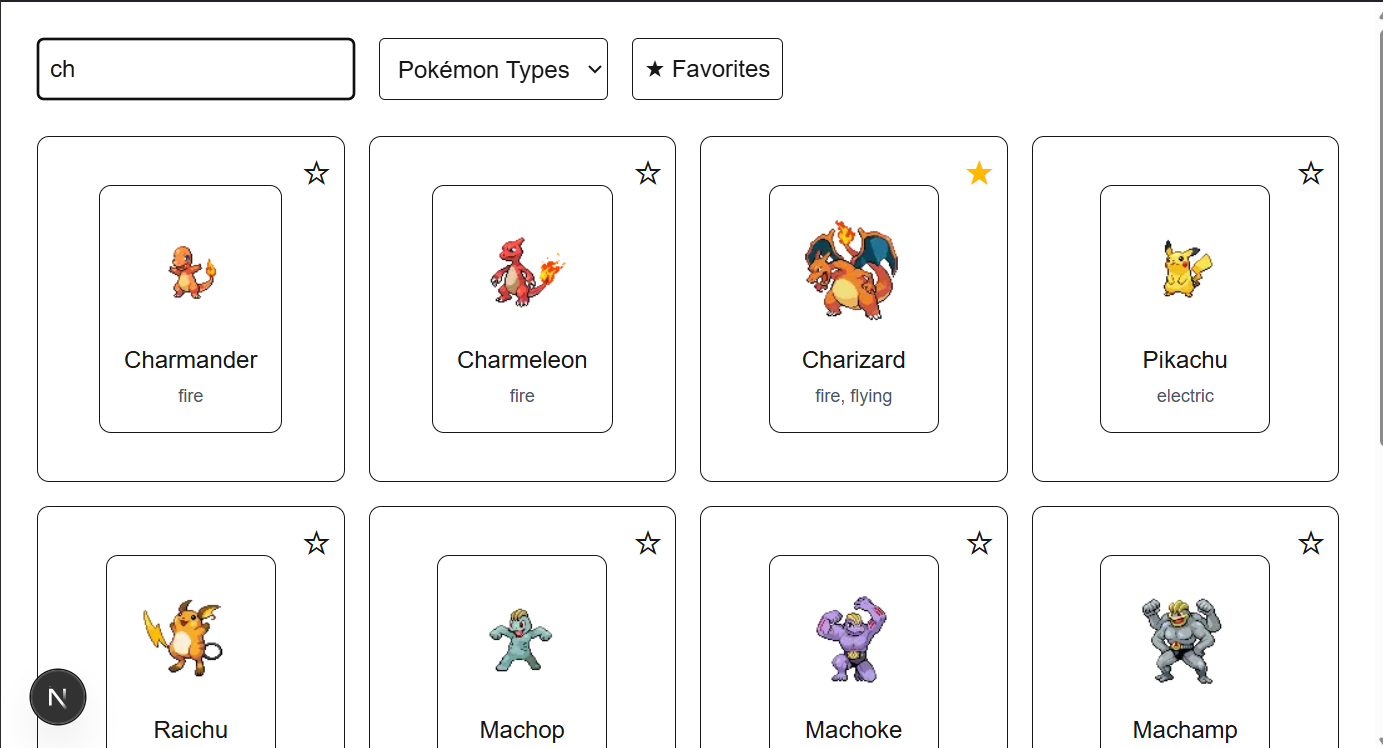 ch
Pokémon Types
★ Favorites
Charmander
fire
Charmeleon
fire
Charizard
fire, flying
Pikachu
electric
Raichu
Machop
Machoke
Machamp
N